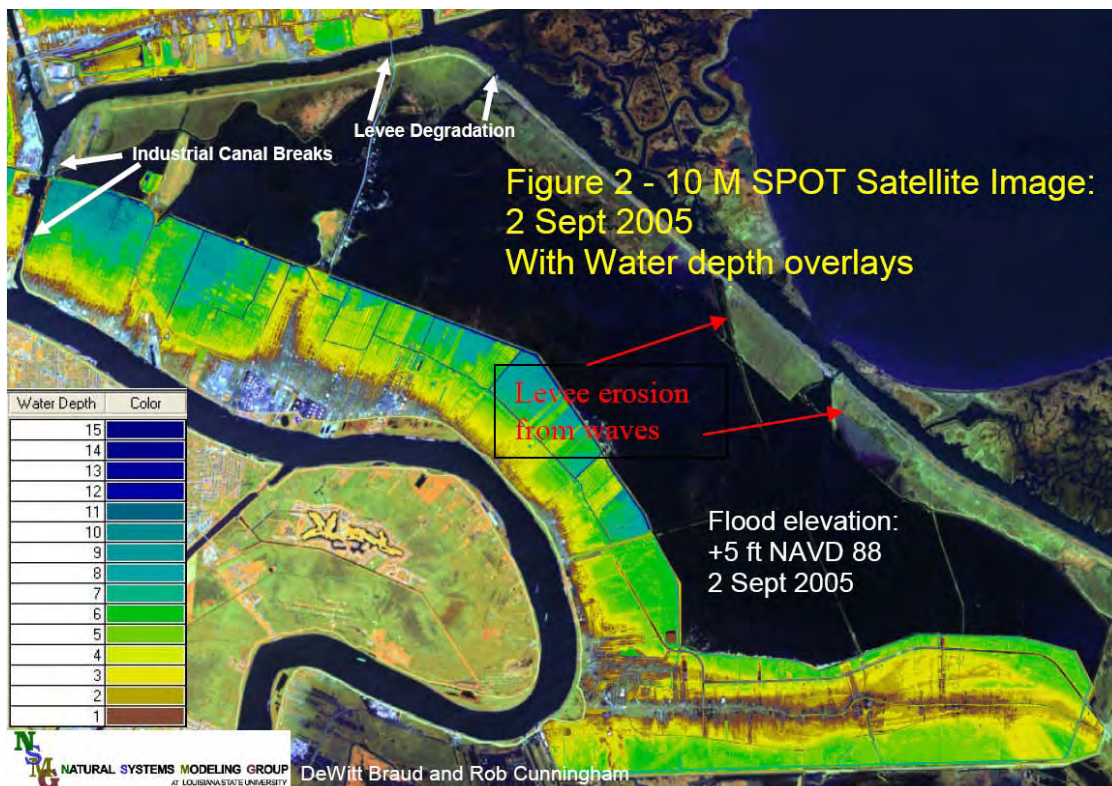 Levee Degradation
Industrial Canal Breaks
Figure 2 - 10 M SPOT Satellite Image:
2 Sept 2005
With Water depth overlays
Levee erosion
from waves
Flood elevation:
+5 ft NAVD 88
2 Sept 2005
Water Depth Color
15
14
13
12
11
10
9
8
7
6
5
4
3
2
1
NSMG
NATURAL SYSTEMS MODELING GROUP
AT LOUISIANA STATE UNIVERSITY
DeWitt Braud and Rob Cunningham